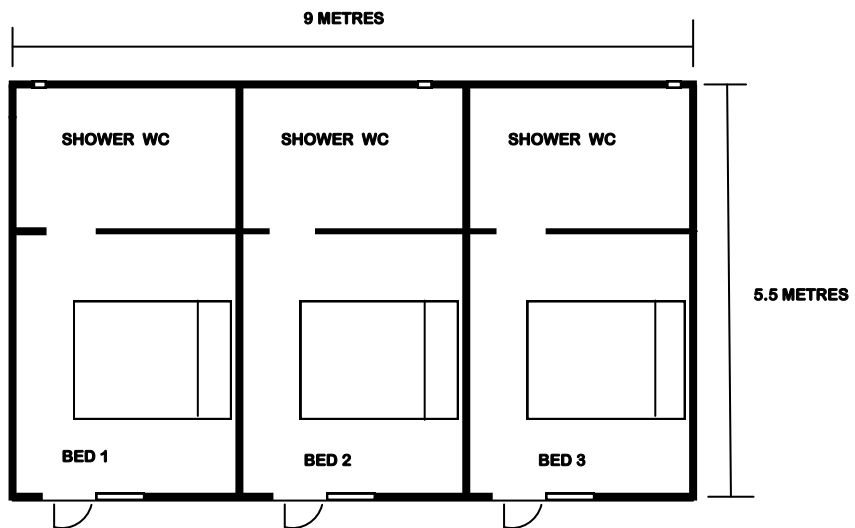 9 METRES
SHOWER WC
SHOWER WC
SHOWER WC
5.5 METRES
BED 1
BED 2
BED 3